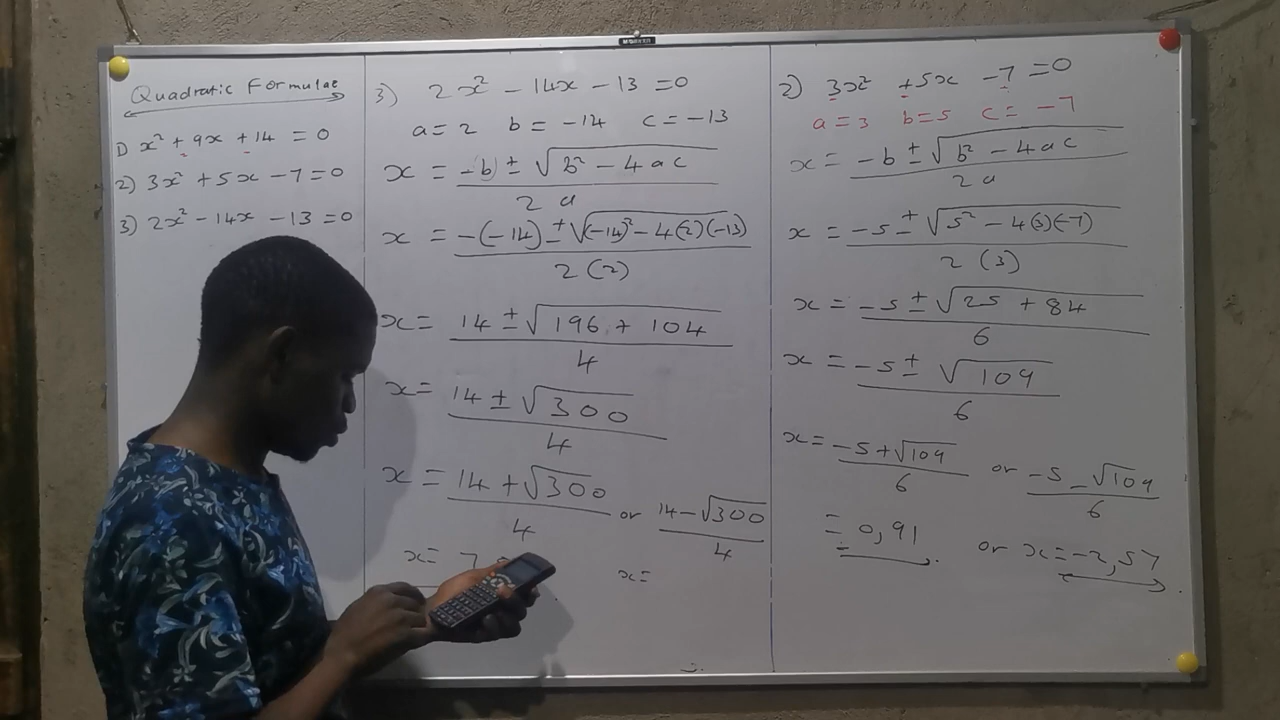 Quadratic Formulae
1) x² + 9x + 14 = 0
2) 3x² + 5x - 7 = 0
3) 2x² - 14x - 13 = 0
3) 2x² - 14x - 13 = 0
a = 2 b = -14 c = -13
x = -b ± √b² - 4ac
2a
x = -(-14) ± √(-14)² - 4(2)(-13)
2(2)
x = 14 ± √196 + 104
4
x = 14 ± √300
4
x = 14 + √300 or 14 - √300
4 4
x = 7, x =
2) 3x² + 5x - 7 = 0
a = 3 b = 5 c = -7
x = -b ± √b² - 4ac
2a
x = -5 ± √5² - 4(3)(-7)
2(3)
x = -5 ± √25 + 84
6
x = -5 ± √109
6
x = -5 + √109 or -5 - √109
6 6
= 0,91 or x = -2,57